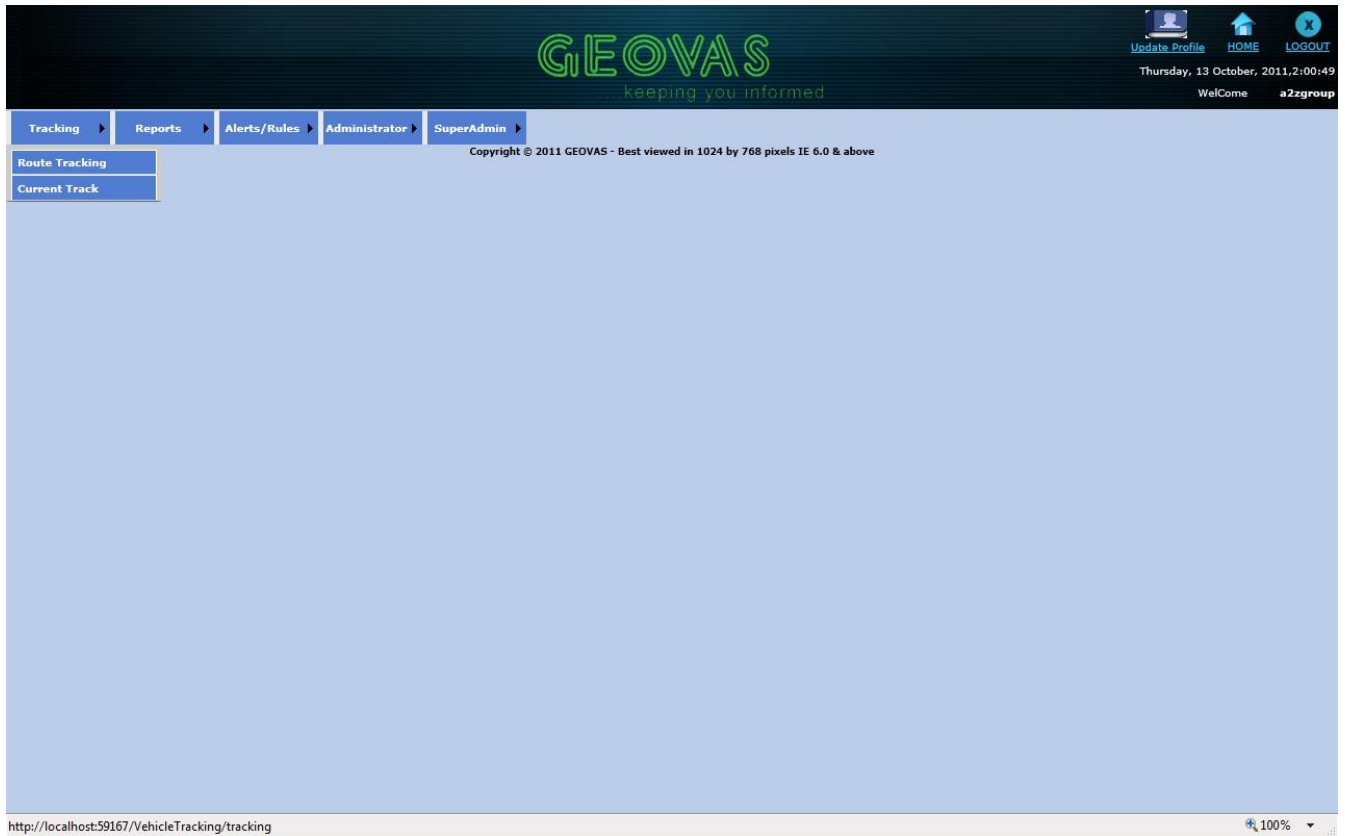 GEOVAS
....keeping you informed
Update Profile HOME LOGOUT
Thursday, 13 October, 2011,2:00:49
WelCome a2zgroup
Tracking Reports Alerts/Rules Administrator SuperAdmin
Route Tracking
Current Track
Copyright © 2011 GEOVAS - Best viewed in 1024 by 768 pixels IE 6.0 & above
http://localhost:59167/VehicleTracking/tracking
100%